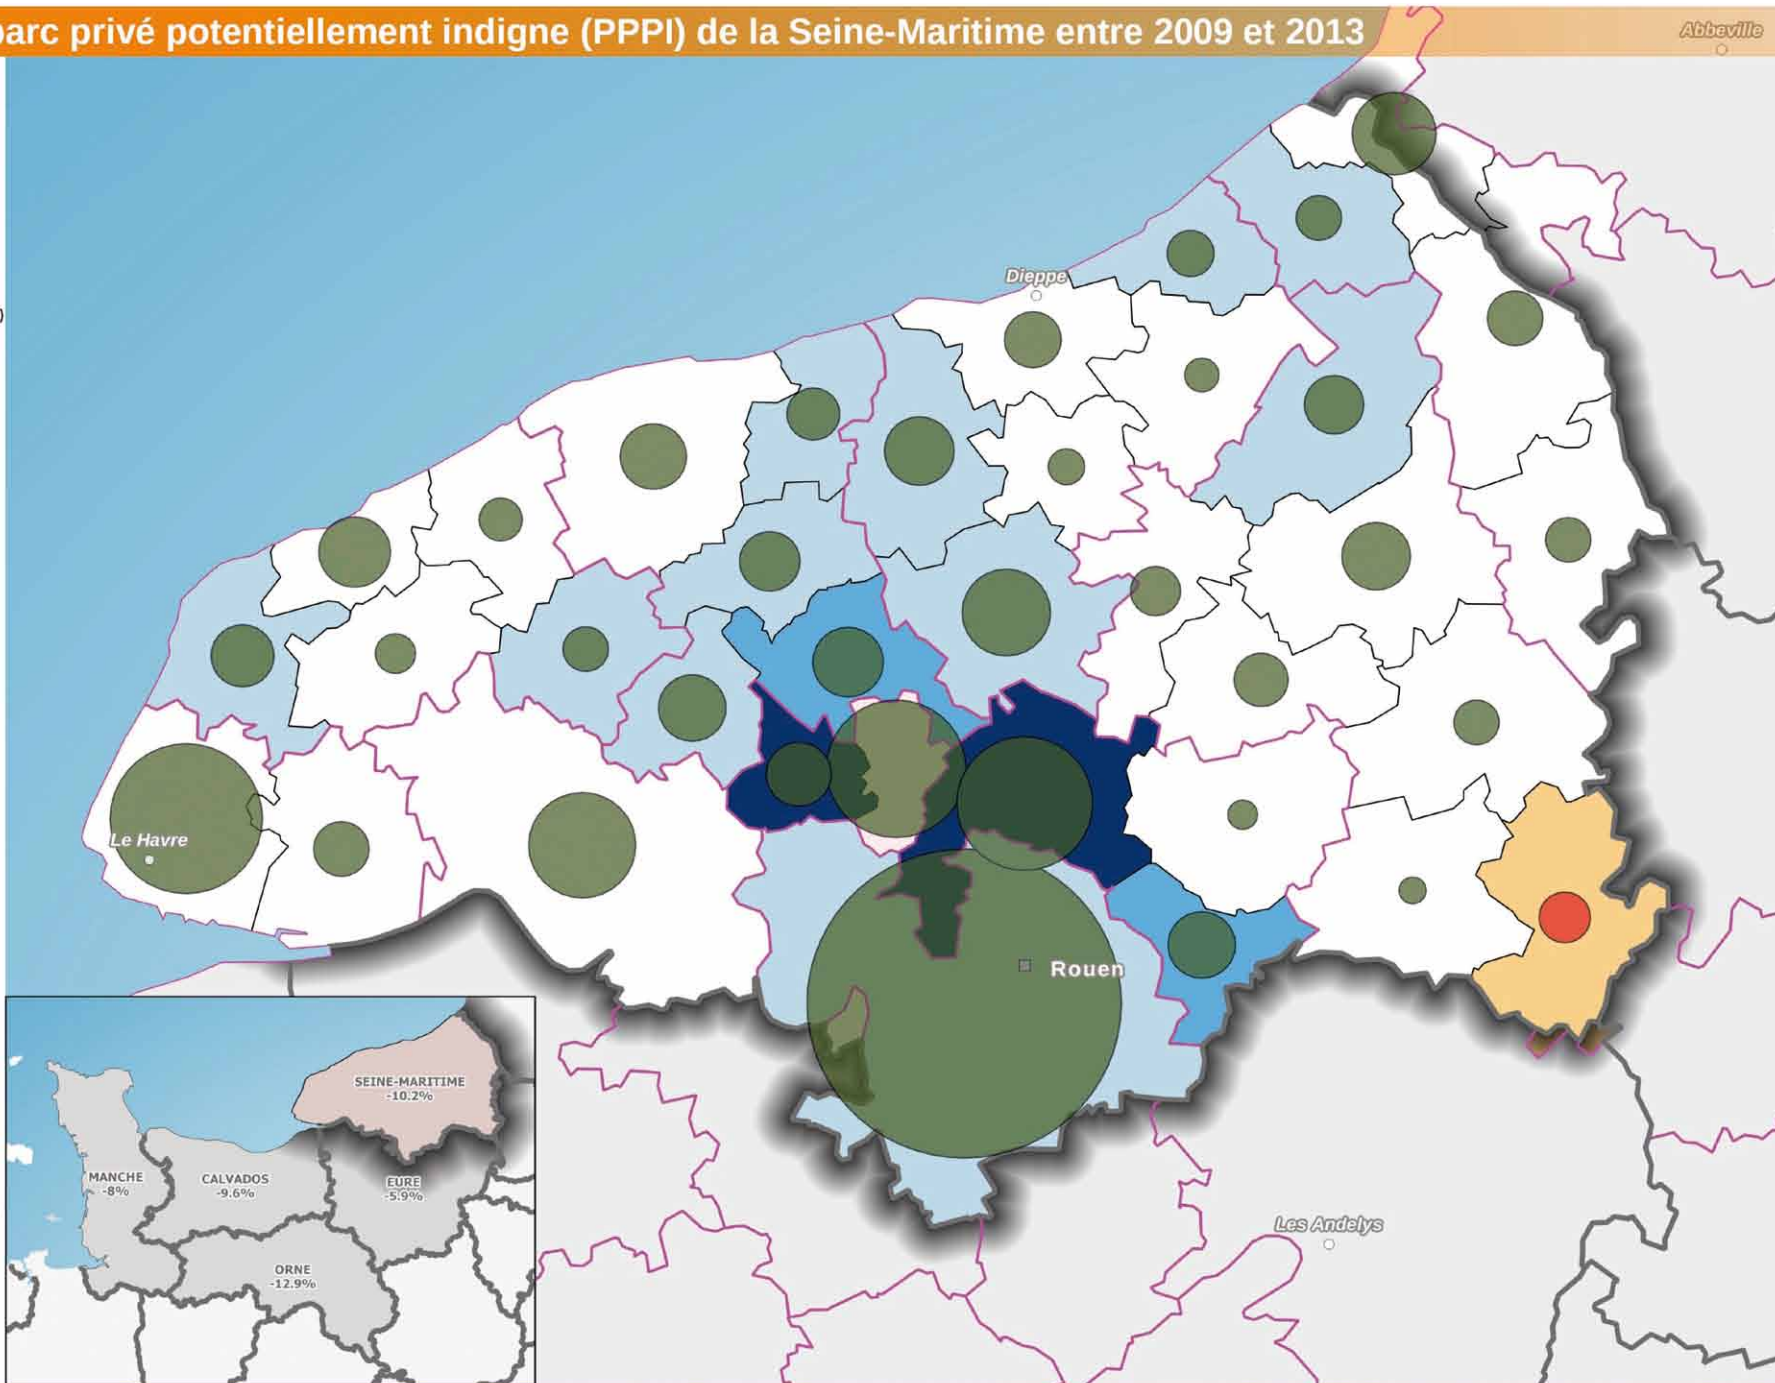 parc privé potentiellement indigne (PPPI) de la Seine-Maritime entre 2009 et 2013
Abbeville
)
Dieppe
Le Havre
Rouen
Les Andelys
SEINE-MARITIME
-10.2%
MANCHE
-8%
CALVADOS
-9.6%
EURE
-5.9%
ORNE
-12.9%